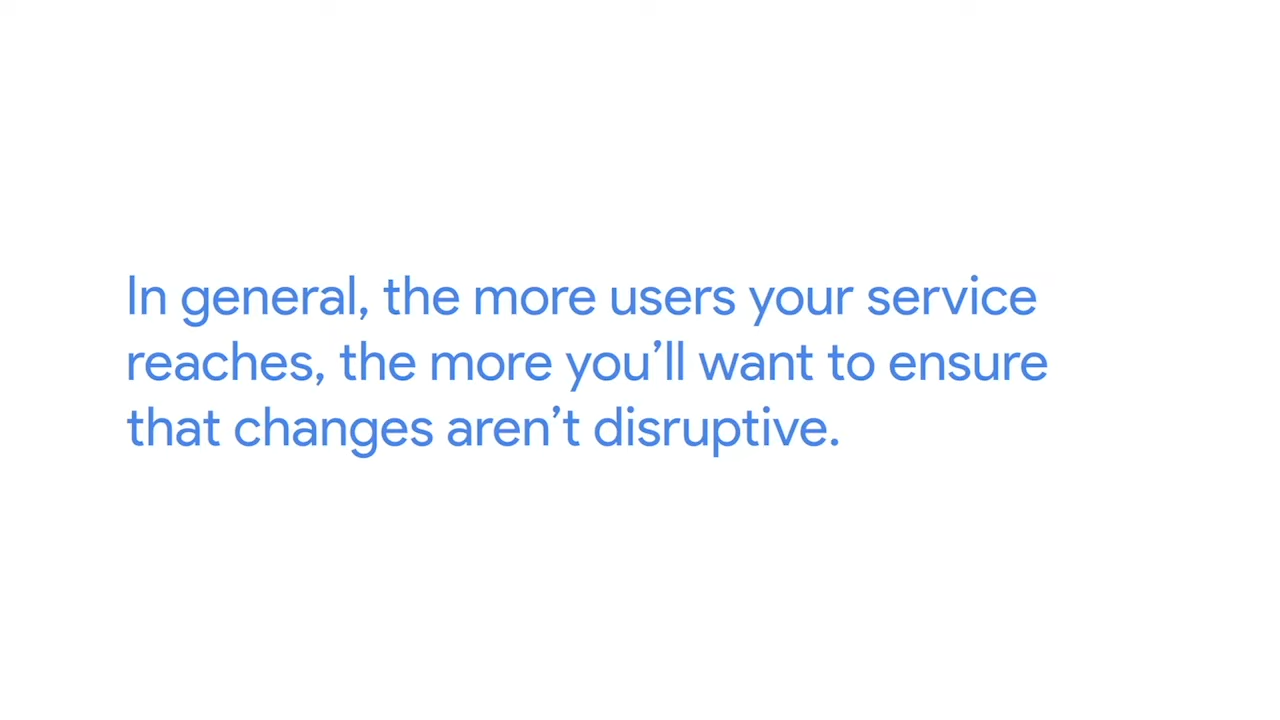 In general, the more users your service
reaches, the more you’ll want to ensure
that changes aren’t disruptive.